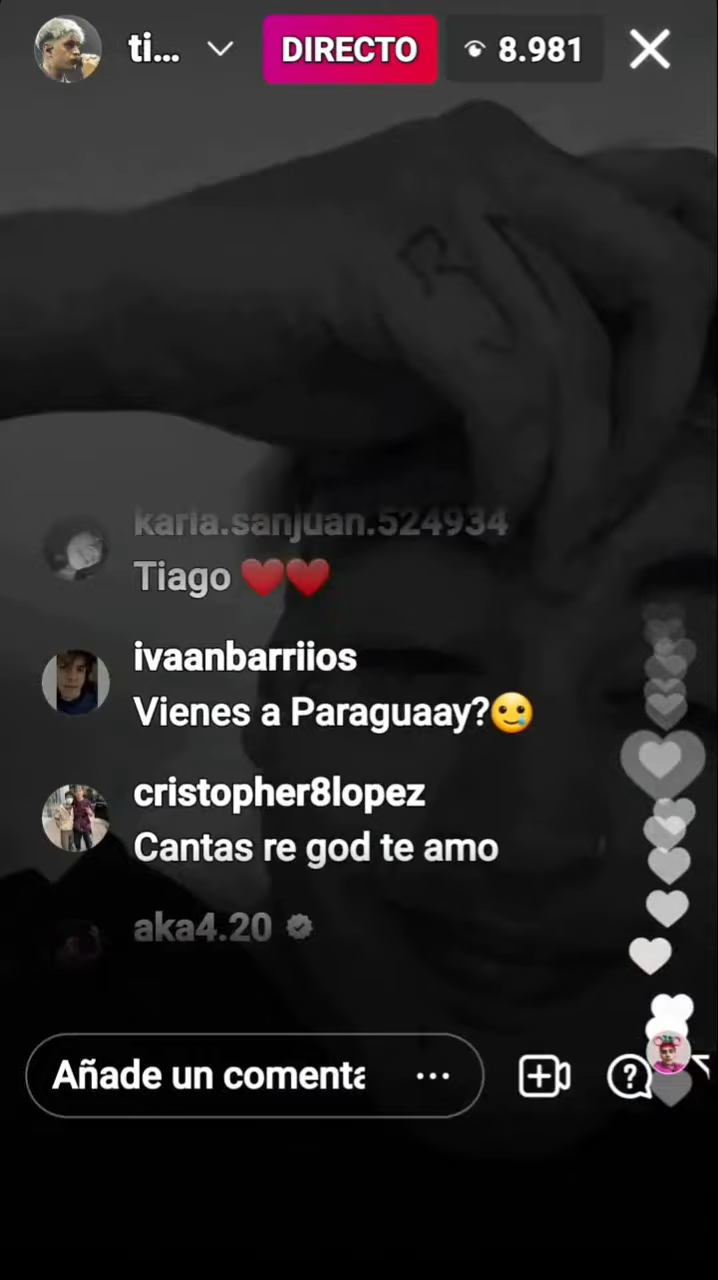 ti...
DIRECTO
8.981
karla.sanjuan.524934
Tiago ❤️❤️
ivaanbarriios
Vienes a Paraguaay?🥲
cristopher8lopez
Cantas re god te amo
aka4.20
Añade un comenta